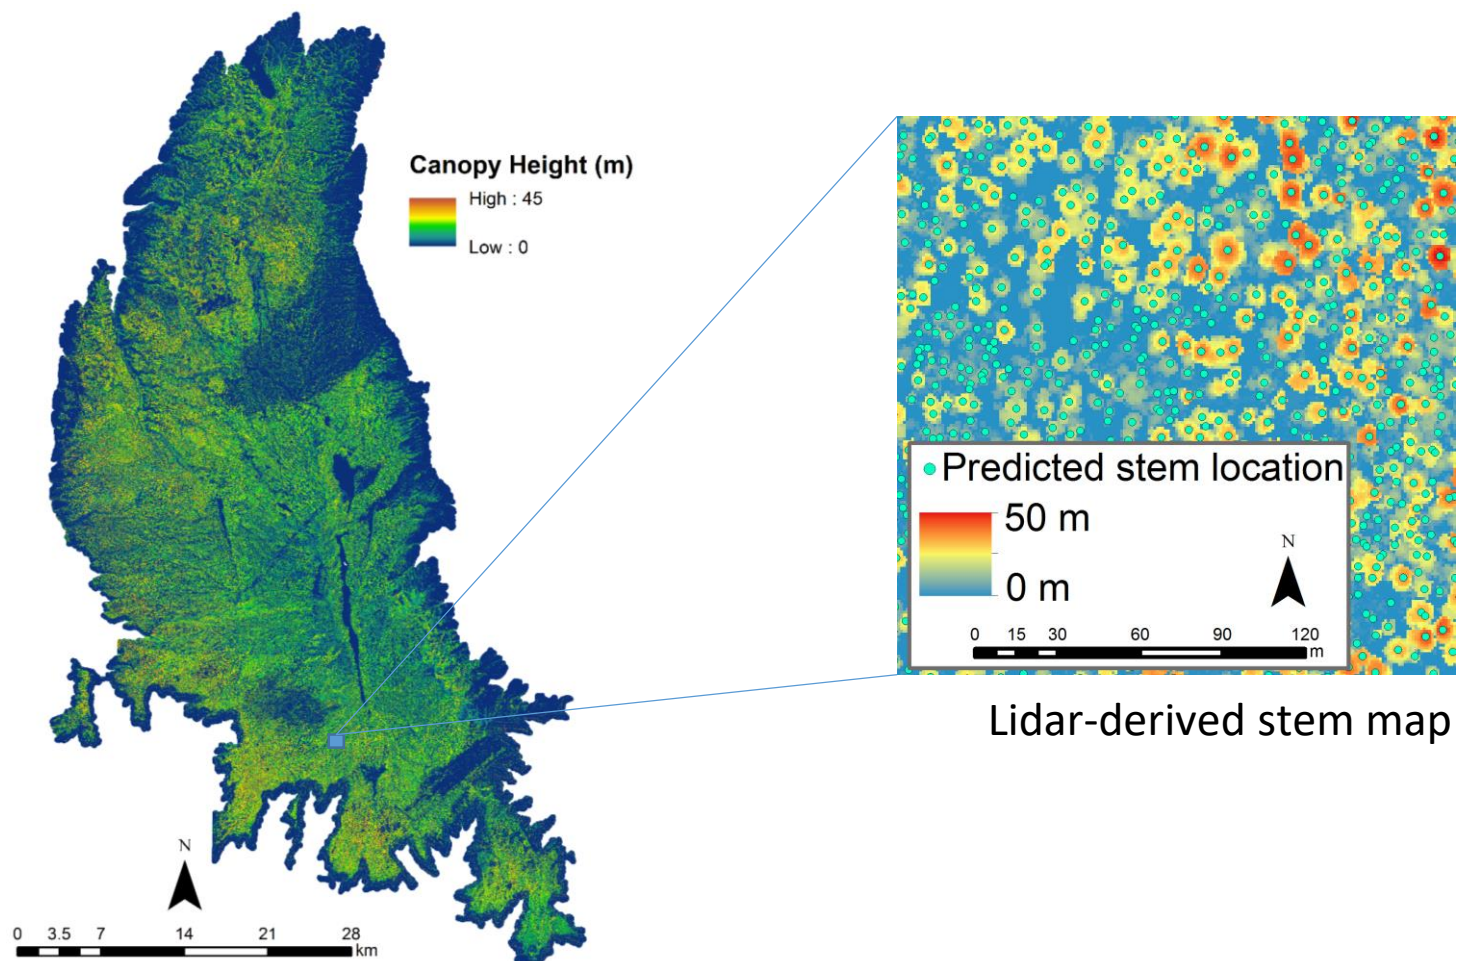 Canopy Height (m)
High : 45
Low : 0
N
0 3.5 7 14 21 28
km
Predicted stem location
50 m
0 m
N
0 15 30 60 90 120
m
Lidar-derived stem map